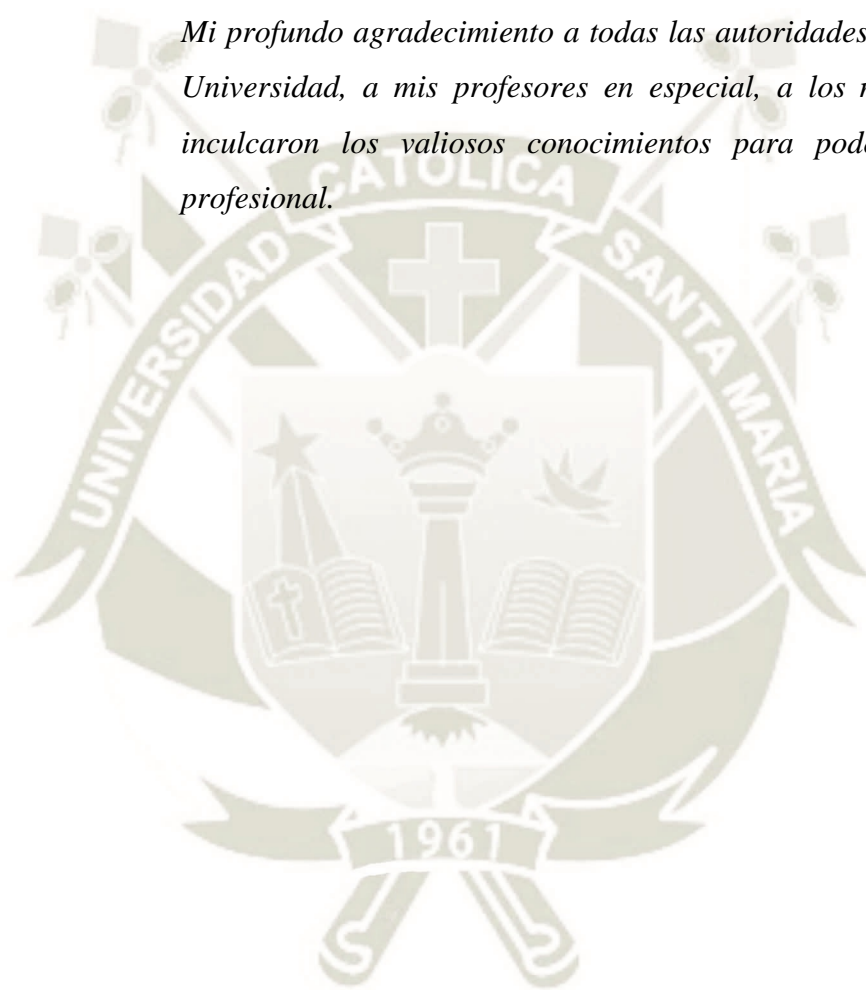 Mi profundo agradecimiento a todas las autoridades
Universidad, a mis profesores en especial, a los
inculcaron los valiosos conocimientos para
profesional.
UNIVERSIDAD CATOLICA SANTA MARIA
1961